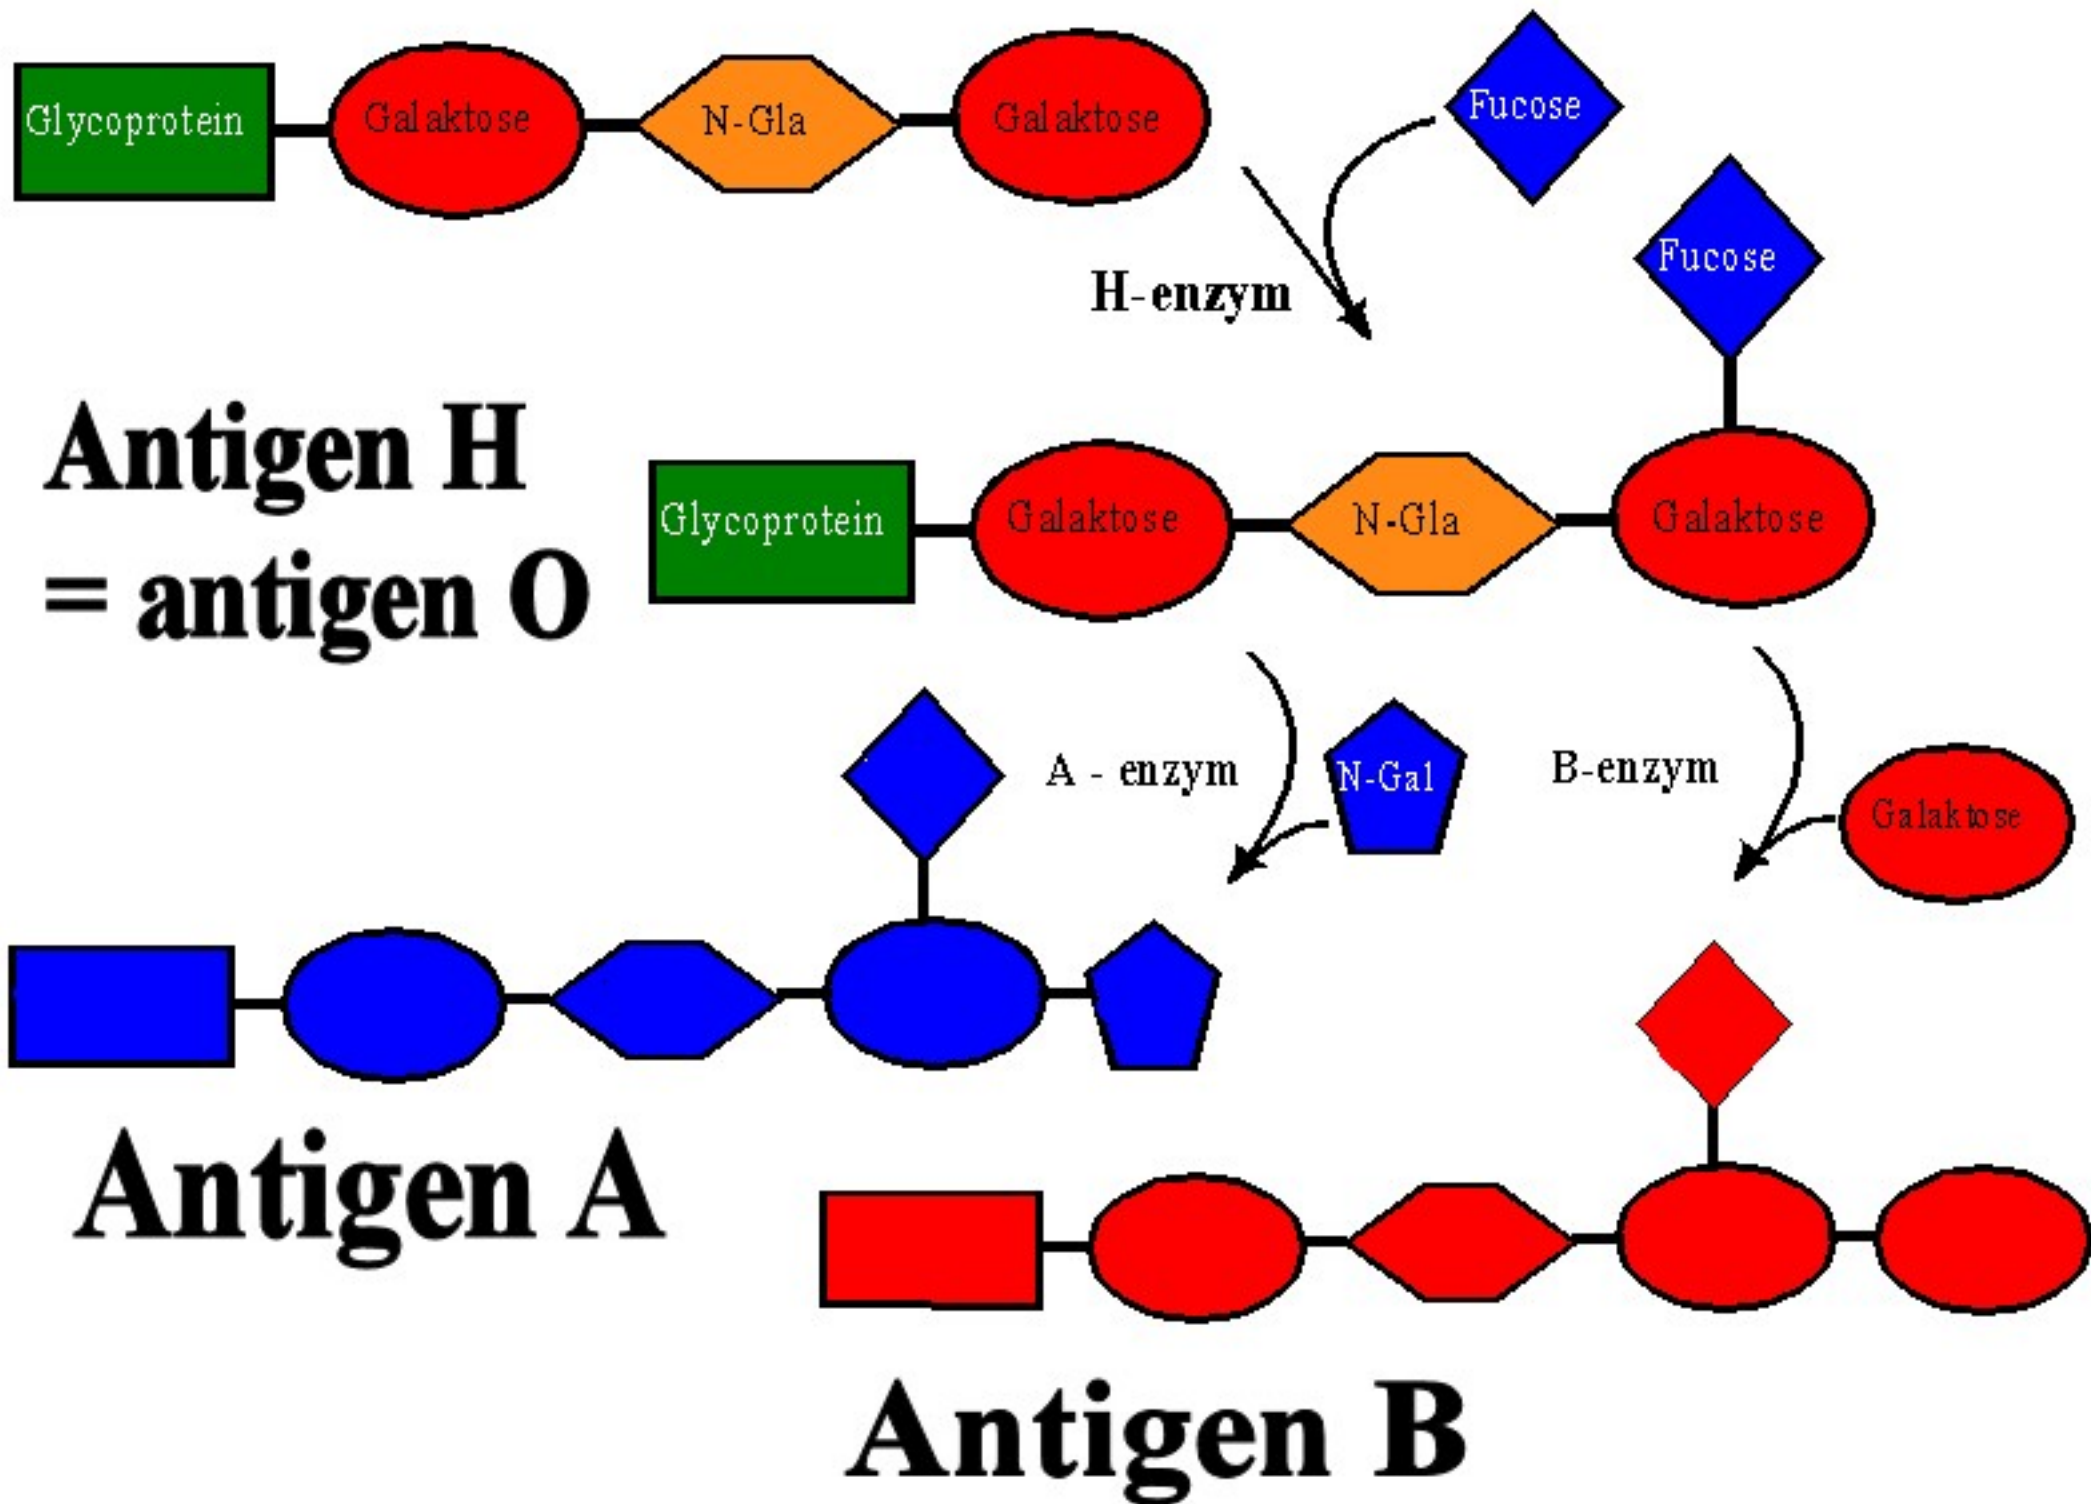 Glycoprotein
Galaktose
N-Gla
Galaktose
Fucose
Fucose
H-enzym
Antigen H
= antigen O
Glycoprotein
Galaktose
N-Gla
Galaktose
A - enzym
N-Gal
B-enzym
Galaktose
Antigen A
Antigen B